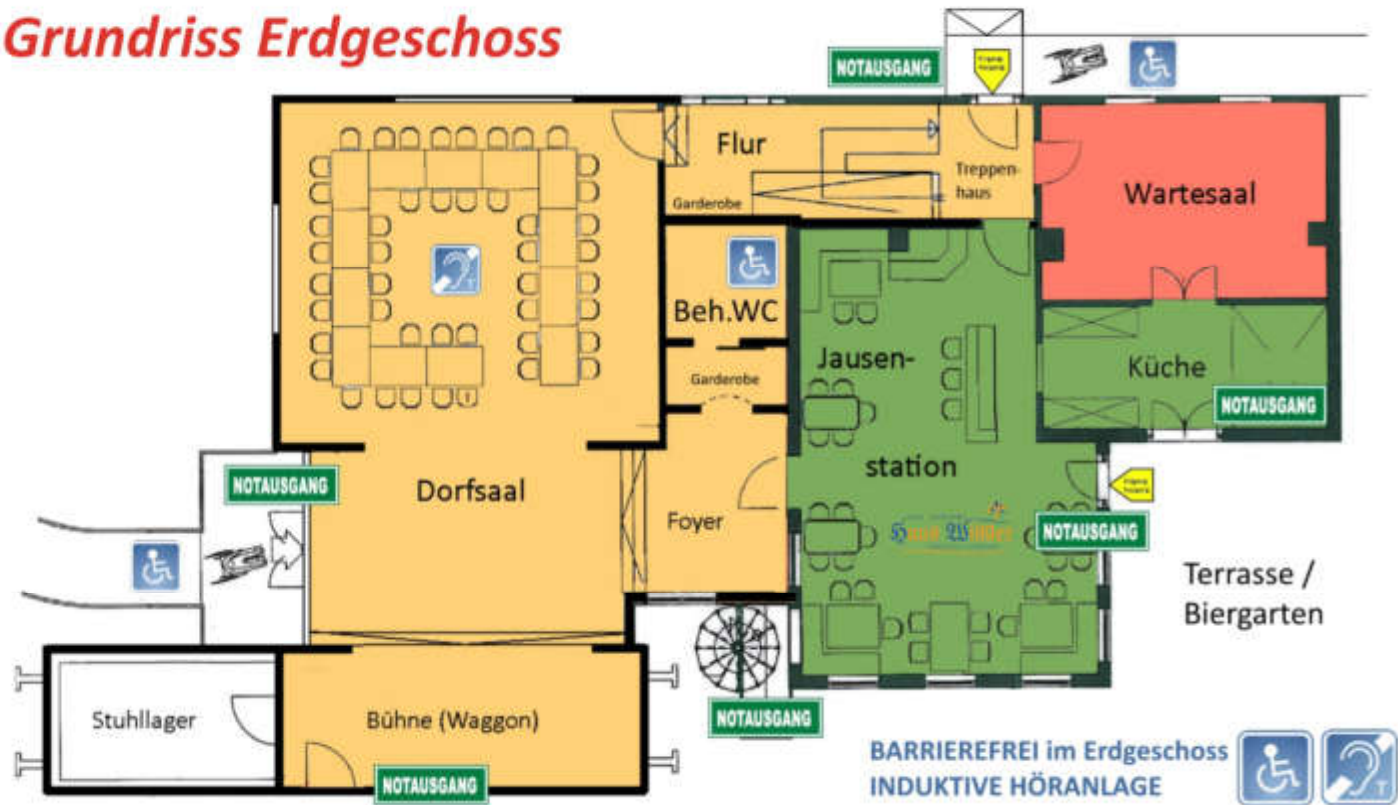 Grundriss Erdgeschoss
NOTAUSGANG
Flur
Treppen-
haus
Garderobe
Wartesaal
Beh.WC
Jausen-
Küche
Garderobe
NOTAUSGANG
station
NOTAUSGANG
Dorfsaal
Foyer
NOTAUSGANG
Terrasse /
Biergarten
Stuhllager
Bühne (Waggon)
NOTAUSGANG
NOTAUSGANG
BARRIEREFREI im Erdgeschoss
INDUKTIVE HÖRANLAGE
T
T